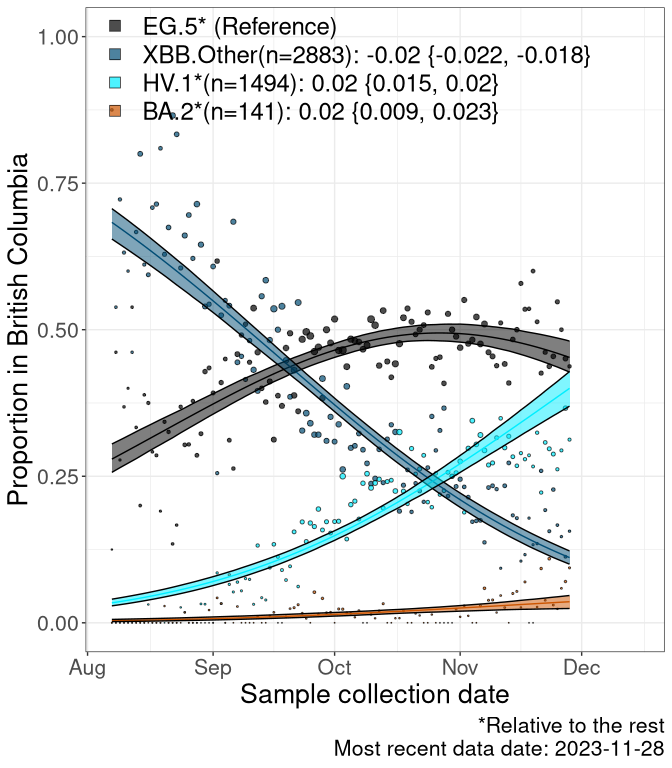 EG.5* (Reference)
XBB.Other(n=2883): -0.02 {-0.022, -0.018}
HV.1*(n=1494): 0.02 {0.015, 0.02}
BA.2*(n=141): 0.02 {0.009, 0.023}
Proportion in British Columbia
1.00
0.75
0.50
0.25
0.00
Aug Sep Oct Nov Dec
Sample collection date
*Relative to the rest
Most recent data date: 2023-11-28